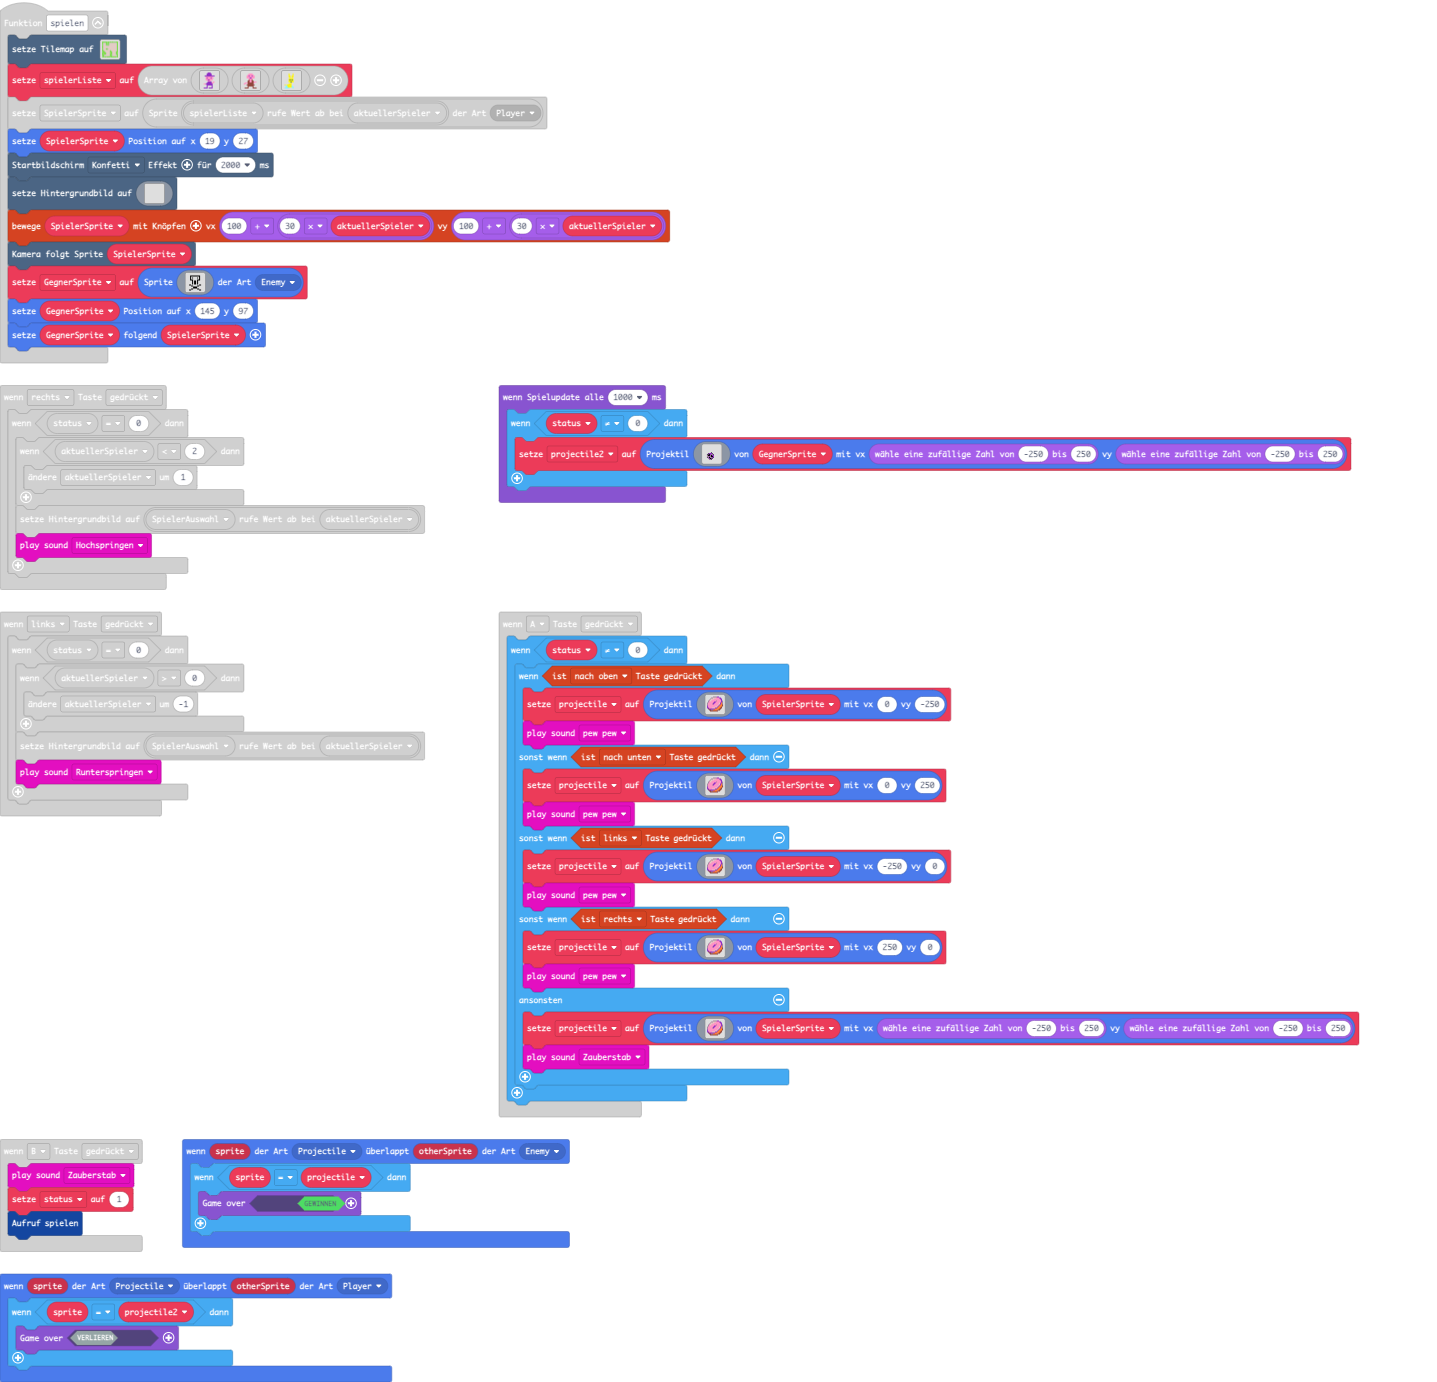 Funktion spielen
setze Tilemap auf
setze spielerListe auf Array von
setze SpielerSprite auf Sprite spielerListe rufe Wert ab bei aktuellerSpieler der Art Player
setze SpielerSprite Position auf x 19 y 27
Startbildschirm Konfetti Effekt für 2000 ms
setze Hintergrundbild auf
bewege SpielerSprite mit Knöpfen vx 100 + 30 × aktuellerSpieler vy 100 + 30 × aktuellerSpieler
Kamera folgt Sprite SpielerSprite
setze GegnerSprite auf Sprite der Art Enemy
setze GegnerSprite Position auf x 145 y 97
setze GegnerSprite folgend SpielerSprite
wenn rechts Taste gedrückt
wenn status = 0 dann
wenn aktuellerSpieler < 2 dann
ändere aktuellerSpieler um 1
setze Hintergrundbild auf SpielerAuswahl rufe Wert ab bei aktuellerSpieler
play sound Hochspringen
wenn Spielupdate alle 1000 ms
wenn status ≠ 0 dann
setze projectile2 auf Projektil von GegnerSprite mit vx wähle eine zufällige Zahl von -250 bis 250 vy wähle eine zufällige Zahl von -250 bis 250
wenn links Taste gedrückt
wenn status = 0 dann
wenn aktuellerSpieler > 0 dann
ändere aktuellerSpieler um -1
setze Hintergrundbild auf SpielerAuswahl rufe Wert ab bei aktuellerSpieler
play sound Runterspringen
wenn A Taste gedrückt
wenn status ≠ 0 dann
wenn ist nach oben Taste gedrückt dann
setze projectile auf Projektil von SpielerSprite mit vx 0 vy -250
play sound pew pew
sonst wenn ist nach unten Taste gedrückt dann
setze projectile auf Projektil von SpielerSprite mit vx 0 vy 250
play sound pew pew
sonst wenn ist links Taste gedrückt dann
setze projectile auf Projektil von SpielerSprite mit vx -250 vy 0
play sound pew pew
sonst wenn ist rechts Taste gedrückt dann
setze projectile auf Projektil von SpielerSprite mit vx 250 vy 0
play sound pew pew
ansonsten
setze projectile auf Projektil von SpielerSprite mit vx wähle eine zufällige Zahl von -250 bis 250 vy wähle eine zufällige Zahl von -250 bis 250
play sound Zauberstab
wenn B Taste gedrückt
play sound Zauberstab
setze status auf 1
Aufruf spielen
wenn sprite der Art Projectile überlappt otherSprite der Art Enemy
wenn sprite = projectile dann
Game over GEWINNEN
wenn sprite der Art Projectile überlappt otherSprite der Art Player
wenn sprite = projectile2 dann
Game over VERLIEREN